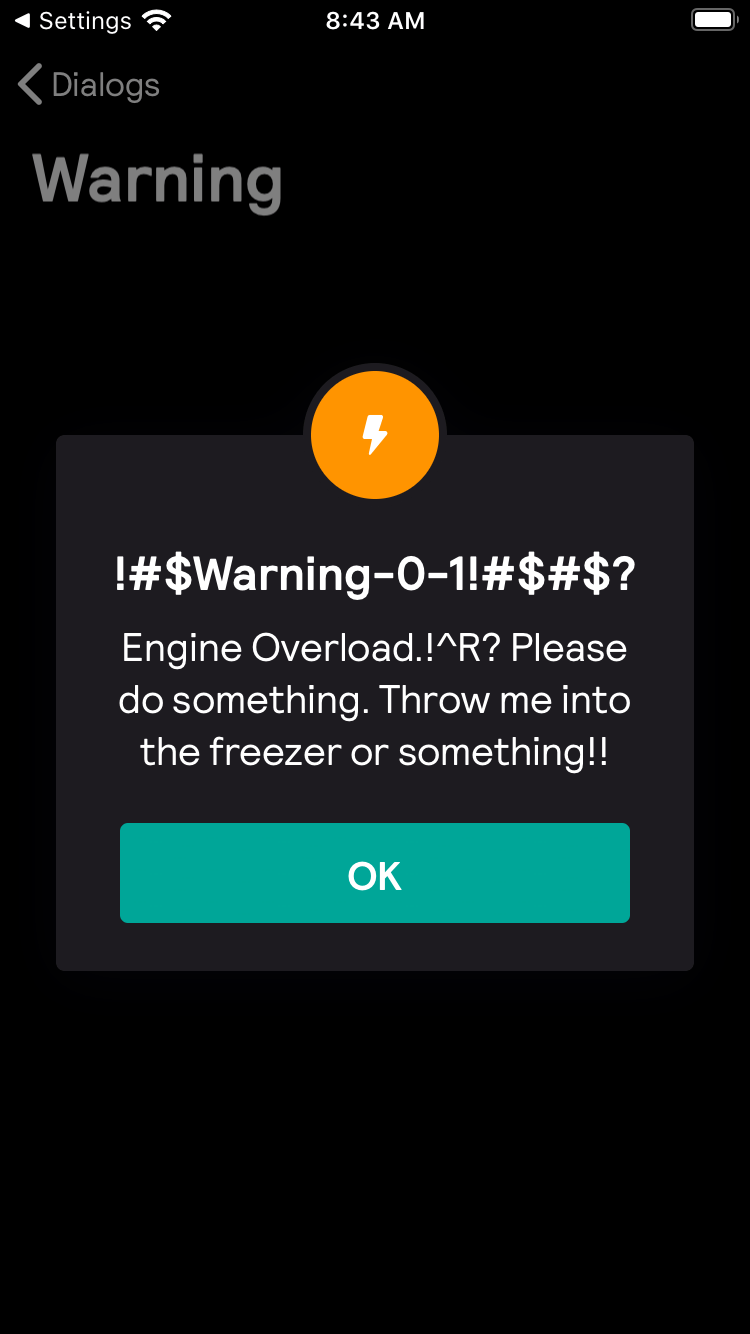 Settings 8:43 AM
Dialogs
Warning
!#$Warning-0-1!#$#$?
Engine Overload.!^R? Please
do something. Throw me into
the freezer or something!!
OK